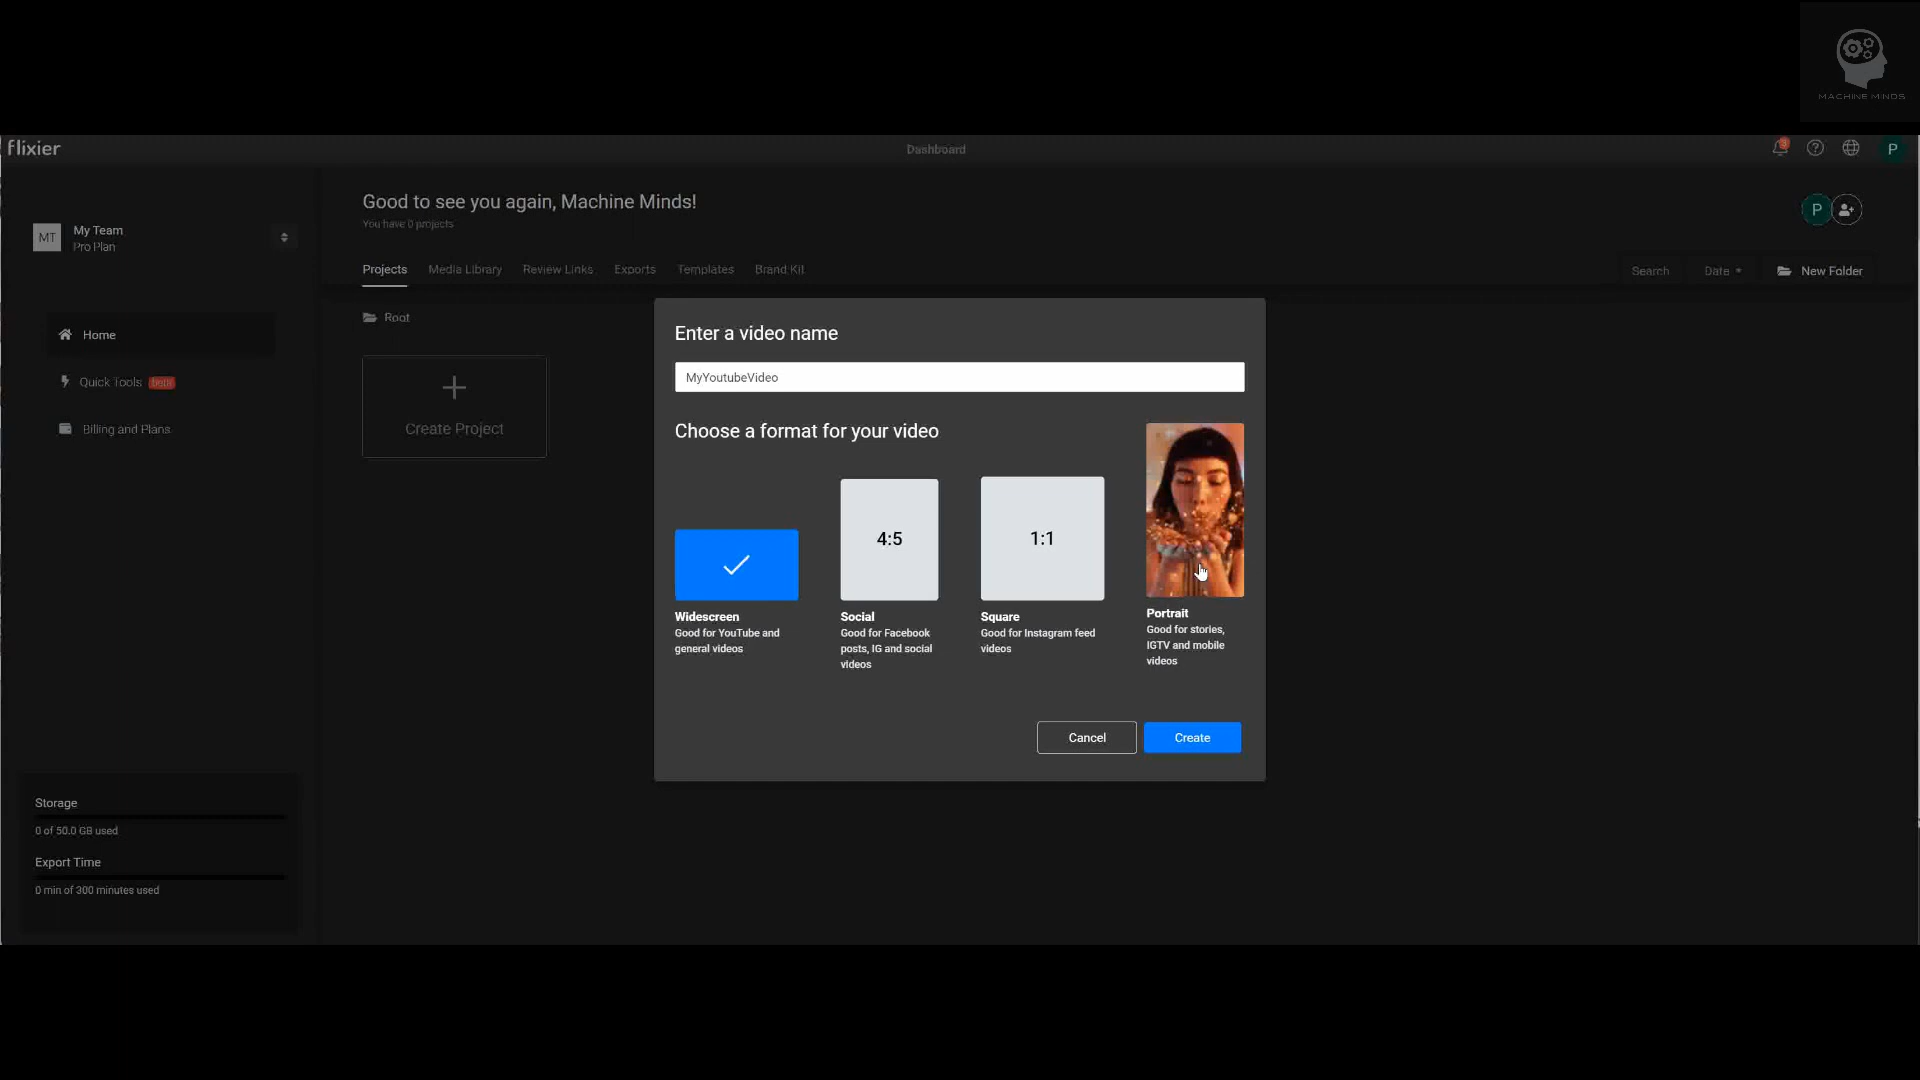 MACHINE MINDS
flixier
Dashboard
3
P
Good to see you again, Machine Minds!
You have 0 projects
P
MT
My Team
Pro Plan
Projects
Media Library
Review Links
Exports
Templates
Brand Kit
Search
Date
New Folder
Root
Home
Quick Tools
beta
Billing and Plans
Create Project
Enter a video name
MyYoutubeVideo
Choose a format for your video
4:5
1:1
Widescreen
Good for YouTube and
general videos
Social
Good for Facebook
posts, IG and social
videos
Square
Good for Instagram feed
videos
Portrait
Good for stories,
IGTV and mobile
videos
Cancel
Create
Storage
0 of 50.0 GB used
Export Time
0 min of 300 minutes used